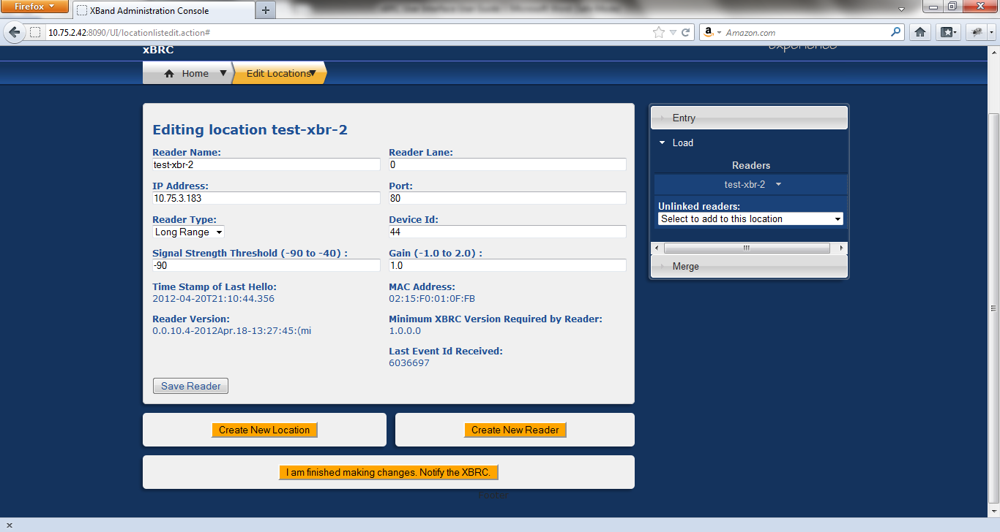 Firefox
XBand Administration Console
10.75.2.42:8090/UI/locationlistedit.action#
Amazon.com
xBRC
experience
Home
Edit Locations
Editing location test-xbr-2
Reader Name:
Reader Lane:
test-xbr-2
0
IP Address:
Port:
10.75.3.183
80
Reader Type:
Device Id:
Long Range
44
Signal Strength Threshold (-90 to -40) :
Gain (-1.0 to 2.0) :
-90
1.0
Time Stamp of Last Hello:
MAC Address:
2012-04-20T21:10:44.356
02:15:F0:01:0F:FB
Reader Version:
Minimum XBRC Version Required by Reader:
0.0.10.4-2012Apr.18-13:27:45:(mi
1.0.0.0
Last Event Id Received:
6036697
Save Reader
Create New Location
Create New Reader
I am finished making changes. Notify the XBRC.
Footer
Entry
Load
Readers
test-xbr-2
Unlinked readers:
Select to add to this location
Merge